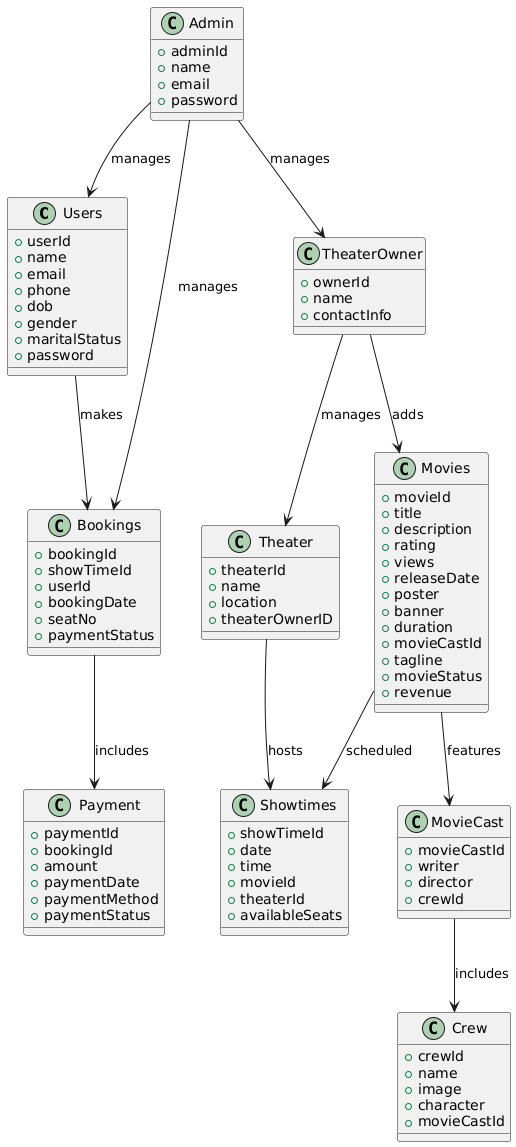 C Admin
adminId
name
email
password
manages
manages
manages
C Users
userId
name
email
phone
dob
gender
maritalStatus
password
C TheaterOwner
ownerId
name
contactInfo
makes
manages
adds
C Movies
movieId
title
description
rating
views
releaseDate
poster
banner
duration
movieCastId
tagline
movieStatus
revenue
C Bookings
bookingId
showTimeId
userId
bookingDate
seatNo
paymentStatus
C Theater
theaterId
name
location
theaterOwnerID
includes
hosts
scheduled
features
C Payment
paymentId
bookingId
amount
paymentDate
paymentMethod
paymentStatus
C Showtimes
showTimeId
date
time
movieId
theaterId
availableSeats
C MovieCast
movieCastId
writer
director
crewId
includes
C Crew
crewId
name
image
character
movieCastId